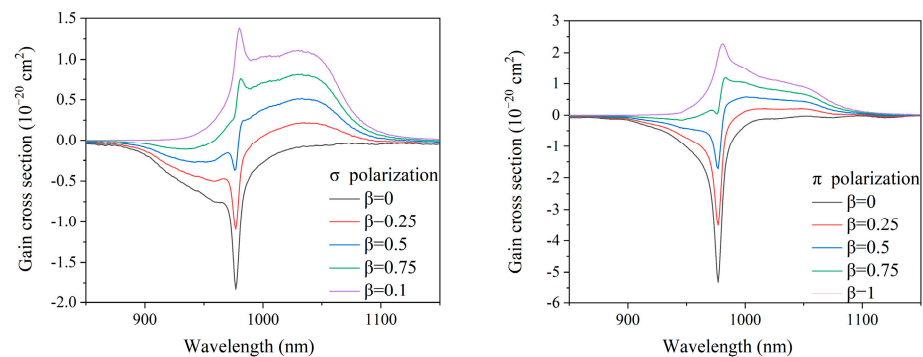 1.5
1.0
0.5
0.0
-0.5
-1.0
-1.5
-2.0
Gain cross section (10⁻²⁰ cm²)
σ polarization
β=0
β−0.25
β=0.5
β=0.75
β=0.1
900
1000
1100
Wavelength (nm)
3
2
1
0
-1
-2
-3
-4
-5
-6
Gain cross section (10⁻²⁰ cm²)
π polarization
β=0
β=0.25
β=0.5
β=0.75
β−1
900
1000
1100
Wavelength (nm)